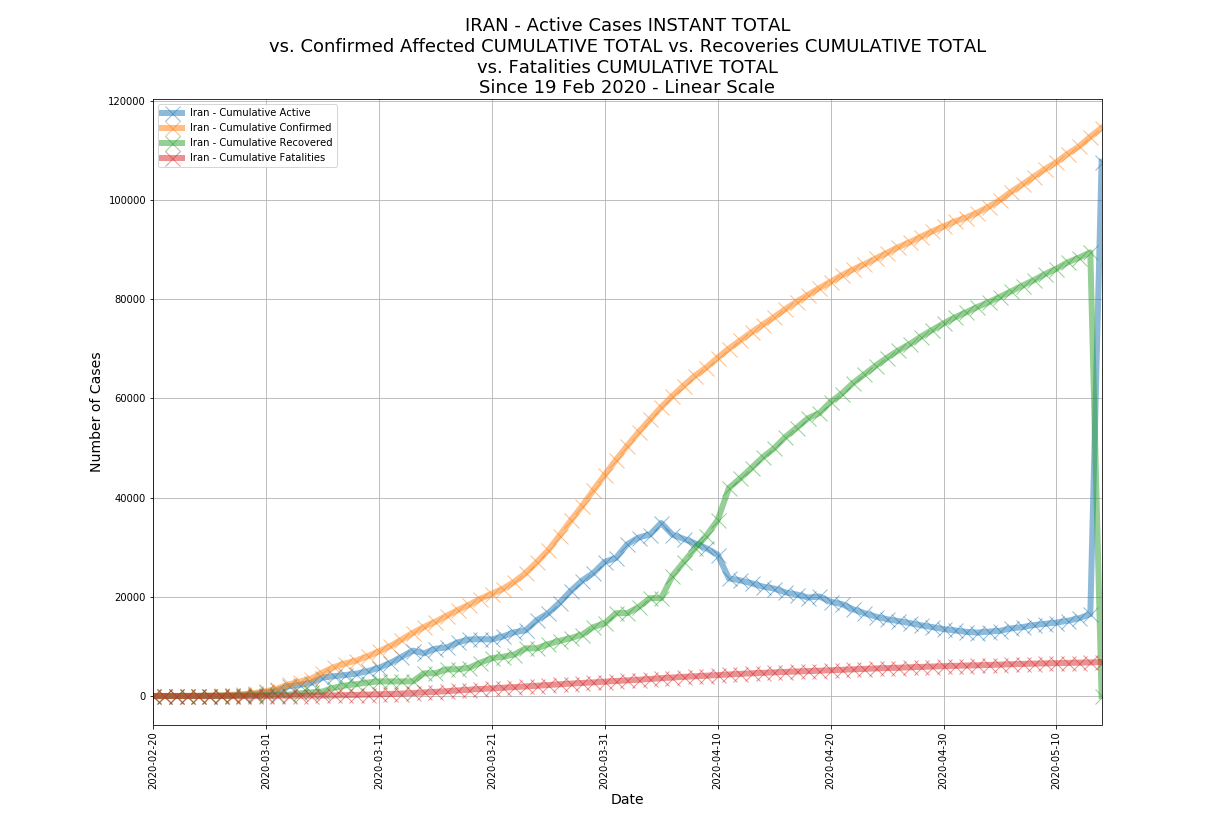 IRAN - Active Cases INSTANT TOTAL
vs. Confirmed Affected CUMULATIVE TOTAL vs. Recoveries CUMULATIVE TOTAL
vs. Fatalities CUMULATIVE TOTAL
Since 19 Feb 2020 - Linear Scale
Iran - Cumulative Active
Iran - Cumulative Confirmed
Iran - Cumulative Recovered
Iran - Cumulative Fatalities
Number of Cases
120000
100000
80000
60000
40000
20000
0
2020-02-20
2020-03-01
2020-03-11
2020-03-21
2020-03-31
2020-04-10
2020-04-20
2020-04-30
2020-05-10
Date